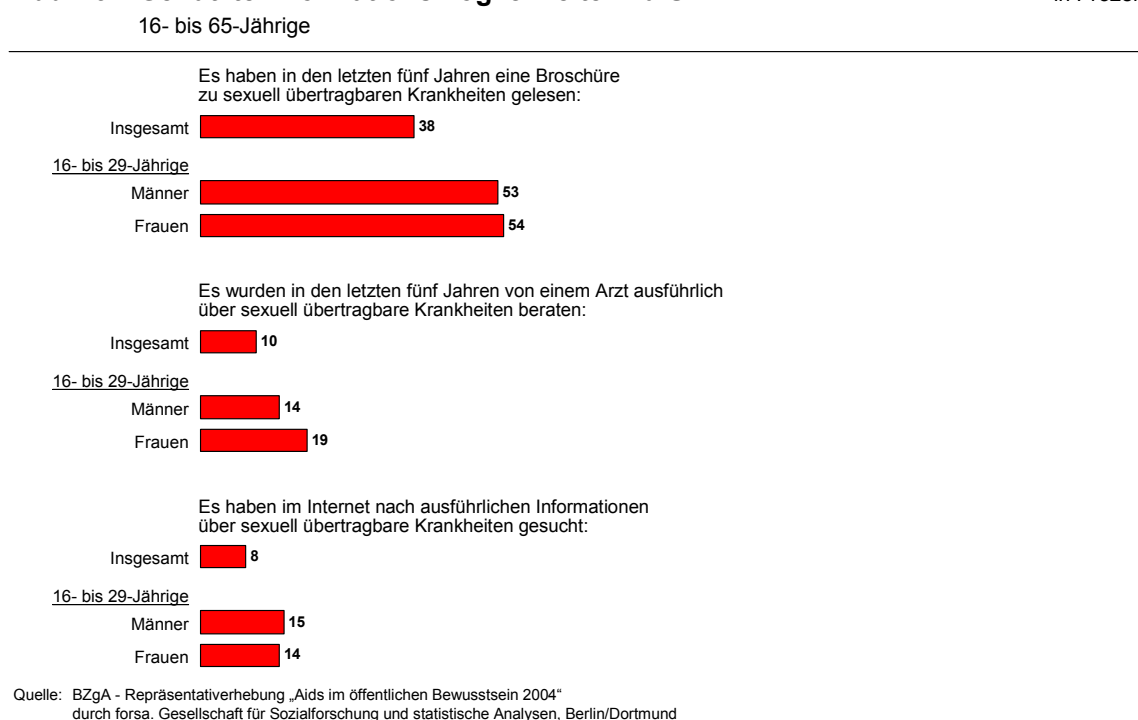 16- bis 65-Jährige
Es haben in den letzten fünf Jahren eine Broschüre
zu sexuell übertragbaren Krankheiten gelesen:
Insgesamt 38
16- bis 29-Jährige
Männer 53
Frauen 54
Es wurden in den letzten fünf Jahren von einem Arzt ausführlich
über sexuell übertragbare Krankheiten beraten:
Insgesamt 10
16- bis 29-Jährige
Männer 14
Frauen 19
Es haben im Internet nach ausführlichen Informationen
über sexuell übertragbare Krankheiten gesucht:
Insgesamt 8
16- bis 29-Jährige
Männer 15
Frauen 14
Quelle: BZgA - Repräsentativerhebung „Aids im öffentlichen Bewusstsein 2004“
durch forsa. Gesellschaft für Sozialforschung und statistische Analysen, Berlin/Dortmund